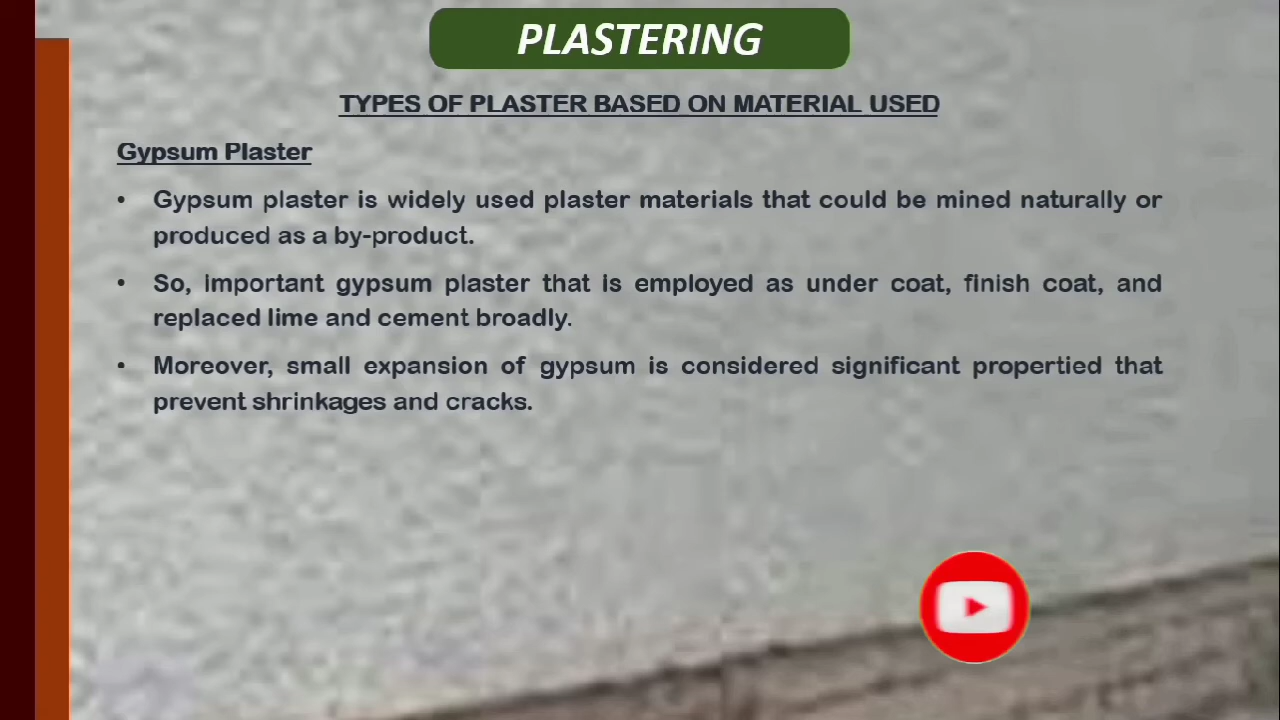 PLASTERING
TYPES OF PLASTER BASED ON MATERIAL USED
Gypsum Plaster
• Gypsum plaster is widely used plaster materials that could be mined naturally or
produced as a by-product.
• So, important gypsum plaster that is employed as under coat, finish coat, and
replaced lime and cement broadly.
• Moreover, small expansion of gypsum is considered significant propertied that
prevent shrinkages and cracks.